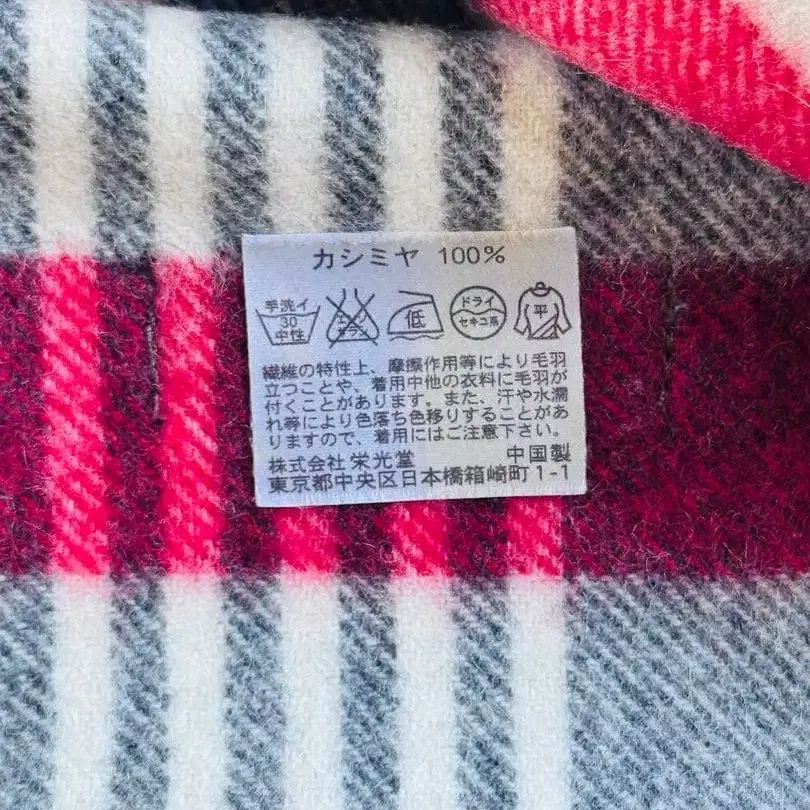 カシミヤ 100%
手洗イ
30
中性
エンソ
サラシ
低
ドライ
セキユ系
平
繊維の特性上、摩擦作用等により毛羽
立つことや、着用中他の衣料に毛羽が
付くことがあります。また、汗や水濡
れ等により色落ち色移りすることがあ
りますので、着用にはご注意下さい。
株式会社 栄光堂 中国製
東京都中央区日本橋箱崎町1-1